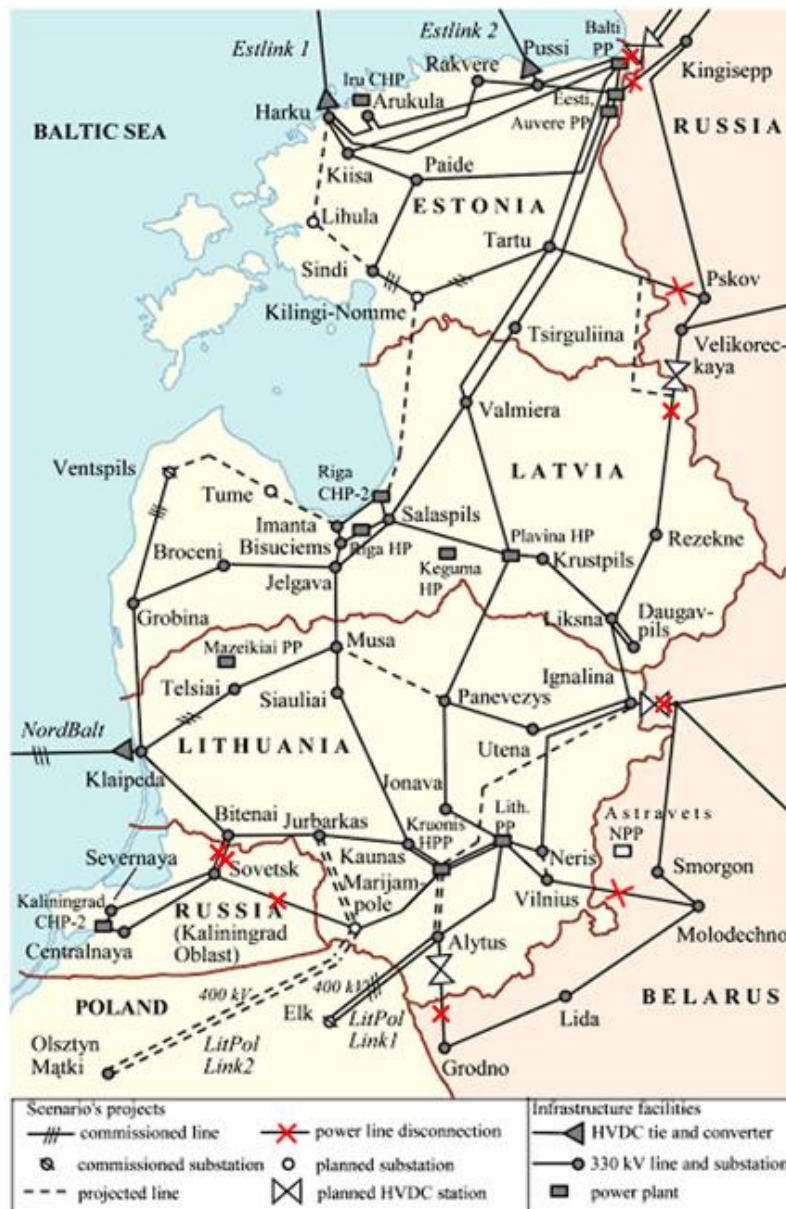 Estlink 1
Estlink 2
Balti
PP
Pussi
Rakvere
Kingisepp
Iru CHP
Arukula
Harku
Eesti,
Auvere PP
BALTIC SEA
RUSSIA
Kiisa
Paide
ESTONIA
Lihula
Tartu
Sindi
Pskov
Kilingi-Nomme
Tsirguliina
Velikorec-
kaya
Valmiera
Ventspils
Riga
CHP-2
LATVIA
Tume
Imanta
Salaspils
Bisuciems
Riga HP
Plavina HP
Rezekne
Broceni
Keguma
HP
Krustpils
Jelgava
Grobina
Liksna
Daugav-
pils
Musa
Mazeikiai PP
Ignalina
Telsiai
Siauliai
Panevezys
NordBalt
LITHUANIA
Utena
Klaipeda
Jonava
Lith.
PP
Astravets
NPP
Bitenai
Jurbarkas
Kruonis
HPP
Severnaya
Kaunas
Neris
Smorgon
Sovetsk
Marijam-
pole
Kaliningrad
CHP-2
Vilnius
RUSSIA
(Kaliningrad
Oblast)
Molodechno
Centralnaya
Alytus
400 kV
400 kV
BELARUS
POLAND
Elk
LitPol
Link1
Lida
Olsztyn
Mątki
LitPol
Link2
Grodno
Scenario's projects
Infrastructure facilities
commissioned line
power line disconnection
HVDC tie and converter
commissioned substation
planned substation
330 kV line and substation
projected line
planned HVDC station
power plant